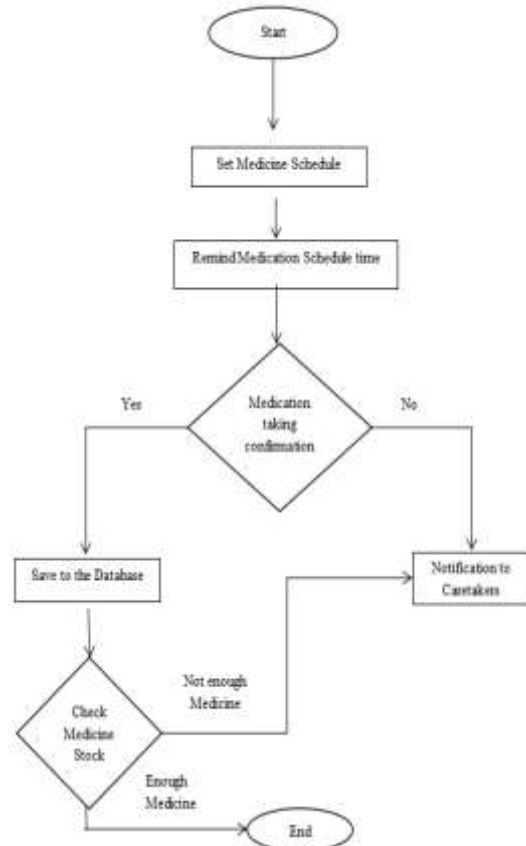 Start
Set Medicine Schedule
Remind Medication Schedule time
Yes
Medication
taking
confirmation
No
Save to the Database
Notification to
Caretakers
Not enough
Medicine
Check
Medicine
Stock
Enough
Medicine
End